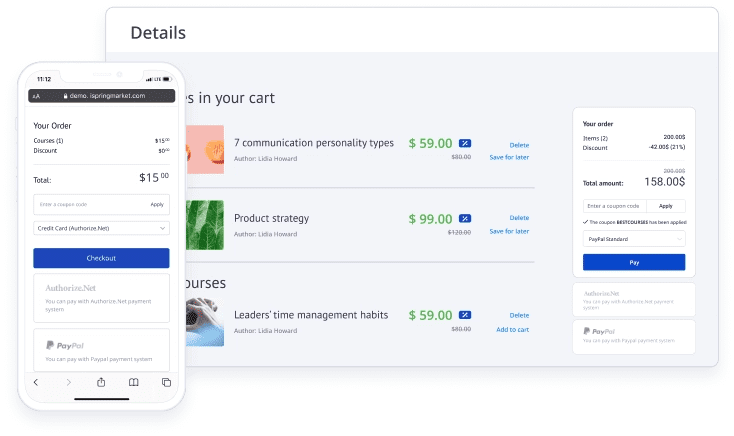 Details
es in your cart
7 communication personality types
Author: Lidia Howard
$ 59.00
$80.00
Delete
Save for later
Product strategy
Author: Lidia Howard
$ 99.00
$120.00
Delete
Save for later
ourses
Leaders' time management habits
Author: Lidia Howard
$ 59.00
$80.00
Delete
Add to cart
Your order
Items (2) 200.00$
Discount -42.00$ (21%)
200.00$
Total amount: 158.00$
Enter a coupon code Apply
The coupon BESTCOURSES has been applied
PayPal Standard
Pay
Authorize.Net
You can pay with Authorize.Net payment
system
PayPal
You can pay with Paypal payment system
11:12 LTE
AA demo. ispringmarket.com
Your Order
Courses (1) $15⁰⁰
Discount $0⁰⁰
Total: $15 ⁰⁰
Enter a coupon code Apply
Credit Card (Authorize.Net)
Checkout
Authorize.Net
You can pay with Authorize.Net payment
system
PayPal
You can pay with Paypal payment system